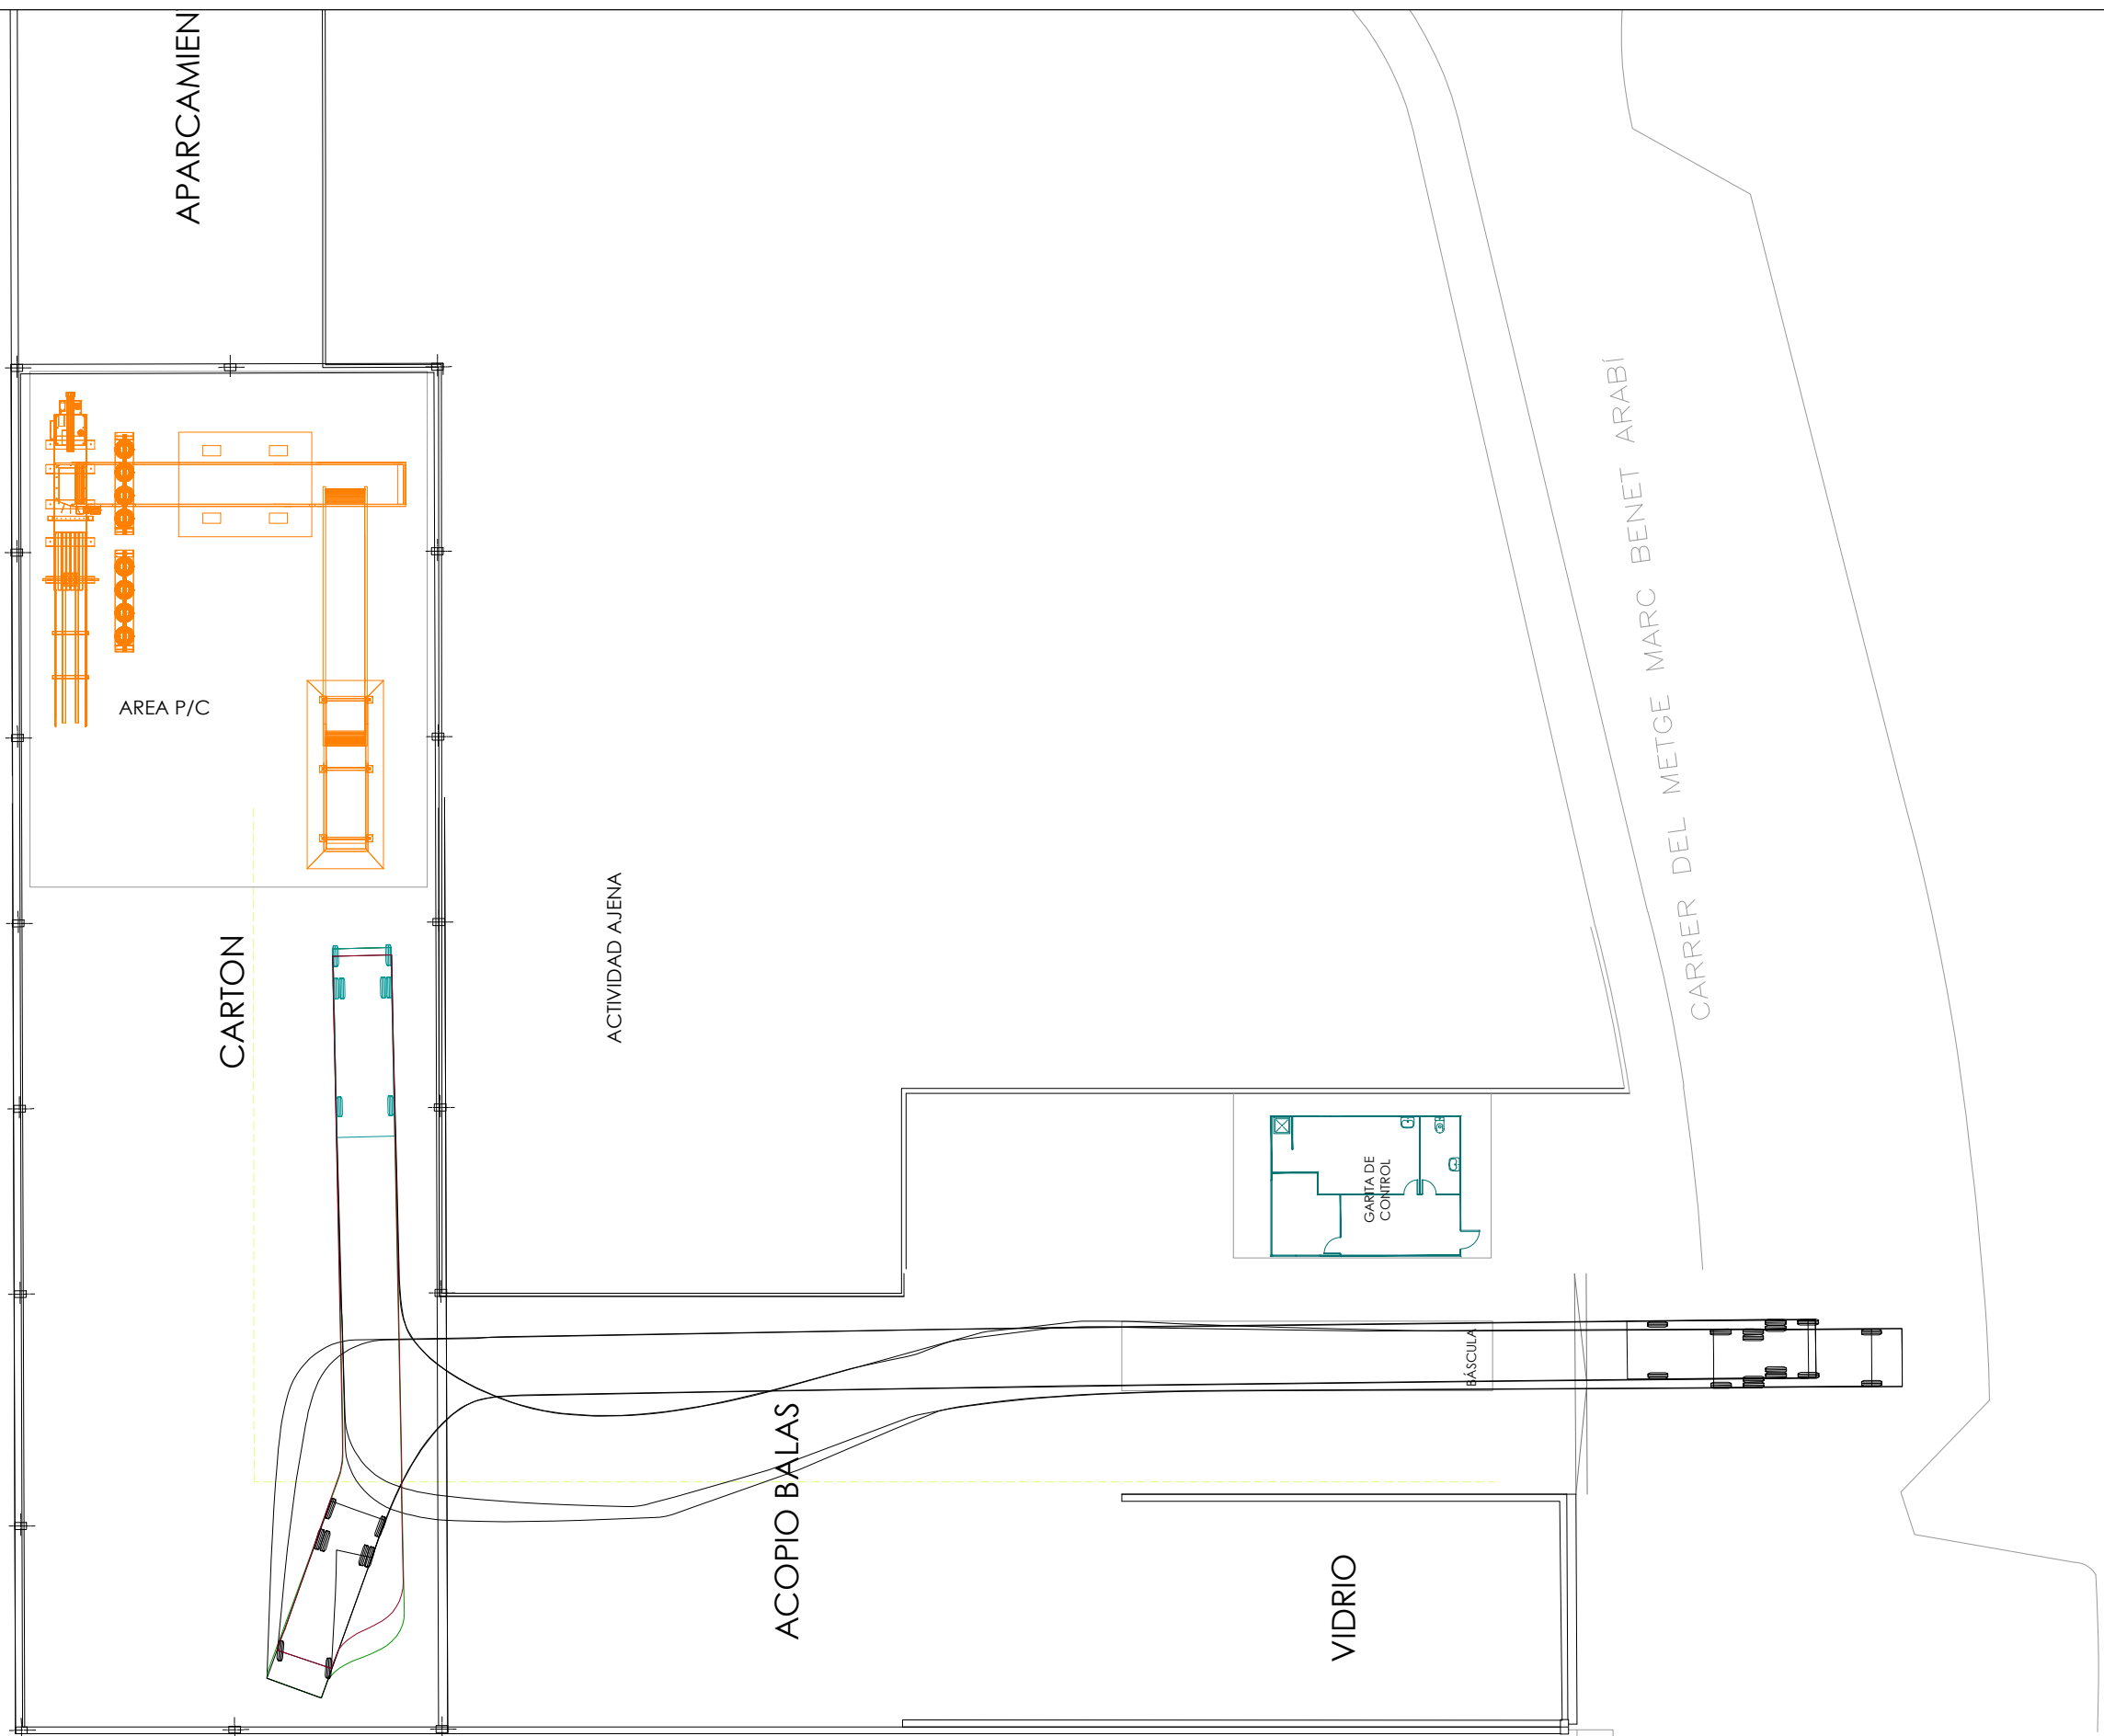 APARCAMIEN
CARRER DEL METGE MARC BENET ARABÍ
AREA P/C
CARTON
ACTIVIDAD AJENA
GARITA DE
CONTROL
BÁSCULA
ACOPIO BALAS
VIDRIO